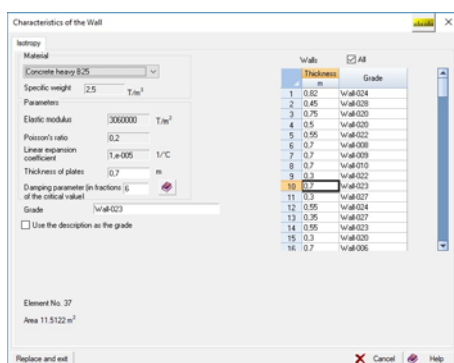 Characteristics of the Wall
Isotropy
Material
Concrete heavy B25
Specific weight 2.5 T/m³
Parameters
Elastic modulus 3060000 T/m²
Poisson's ratio 0,2
Linear expansion coefficient 1,e-005 1/°C
Thickness of plates 0,7 m
Damping parameter (in fractions of the critical value) 6
Grade Wall-023
Use the description as the grade
Element No. 37
Area 11.5122 m²
Walls All
Thickness m Grade
1 0,82 Wall-024
2 0,45 Wall-028
3 0,75 Wall-020
4 0,5 Wall-020
5 0,55 Wall-022
6 0,7 Wall-008
7 0,7 Wall-009
8 0,7 Wall-010
9 0,3 Wall-022
10 0,7 Wall-023
11 0,3 Wall-027
12 0,55 Wall-024
13 0,35 Wall-027
14 0,55 Wall-023
15 0,3 Wall-020
16 0,7 Wall-006
Replace and exit Cancel Help